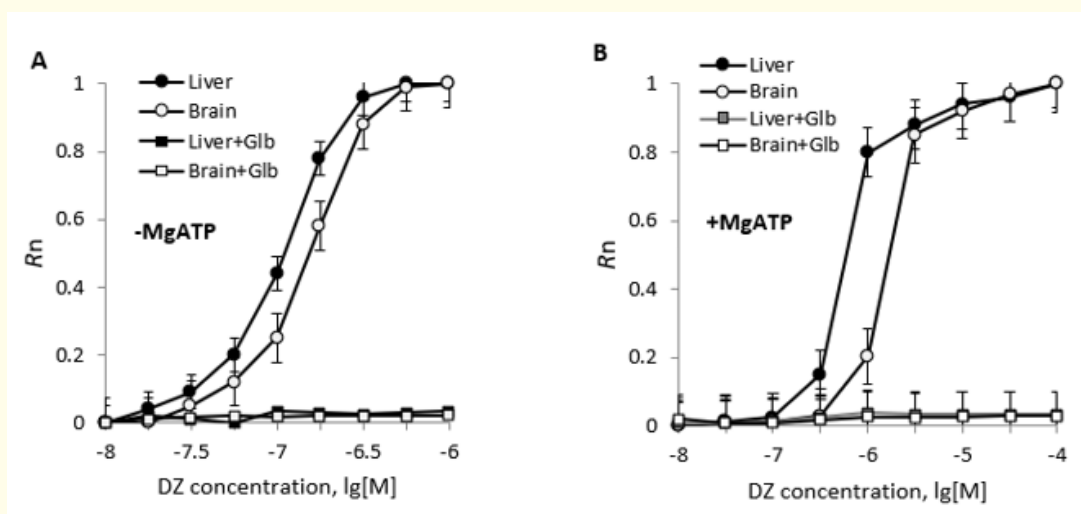 A
Liver
Brain
Liver+Glb
Brain+Glb
-MgATP
Rn
1
0.8
0.6
0.4
0.2
0
-8
-7.5
-7
-6.5
-6
DZ concentration, lg[M]
B
Liver
Brain
Liver+Glb
Brain+Glb
+MgATP
Rn
1
0.8
0.6
0.4
0.2
0
-8
-7
-6
-5
-4
DZ concentration, lg[M]